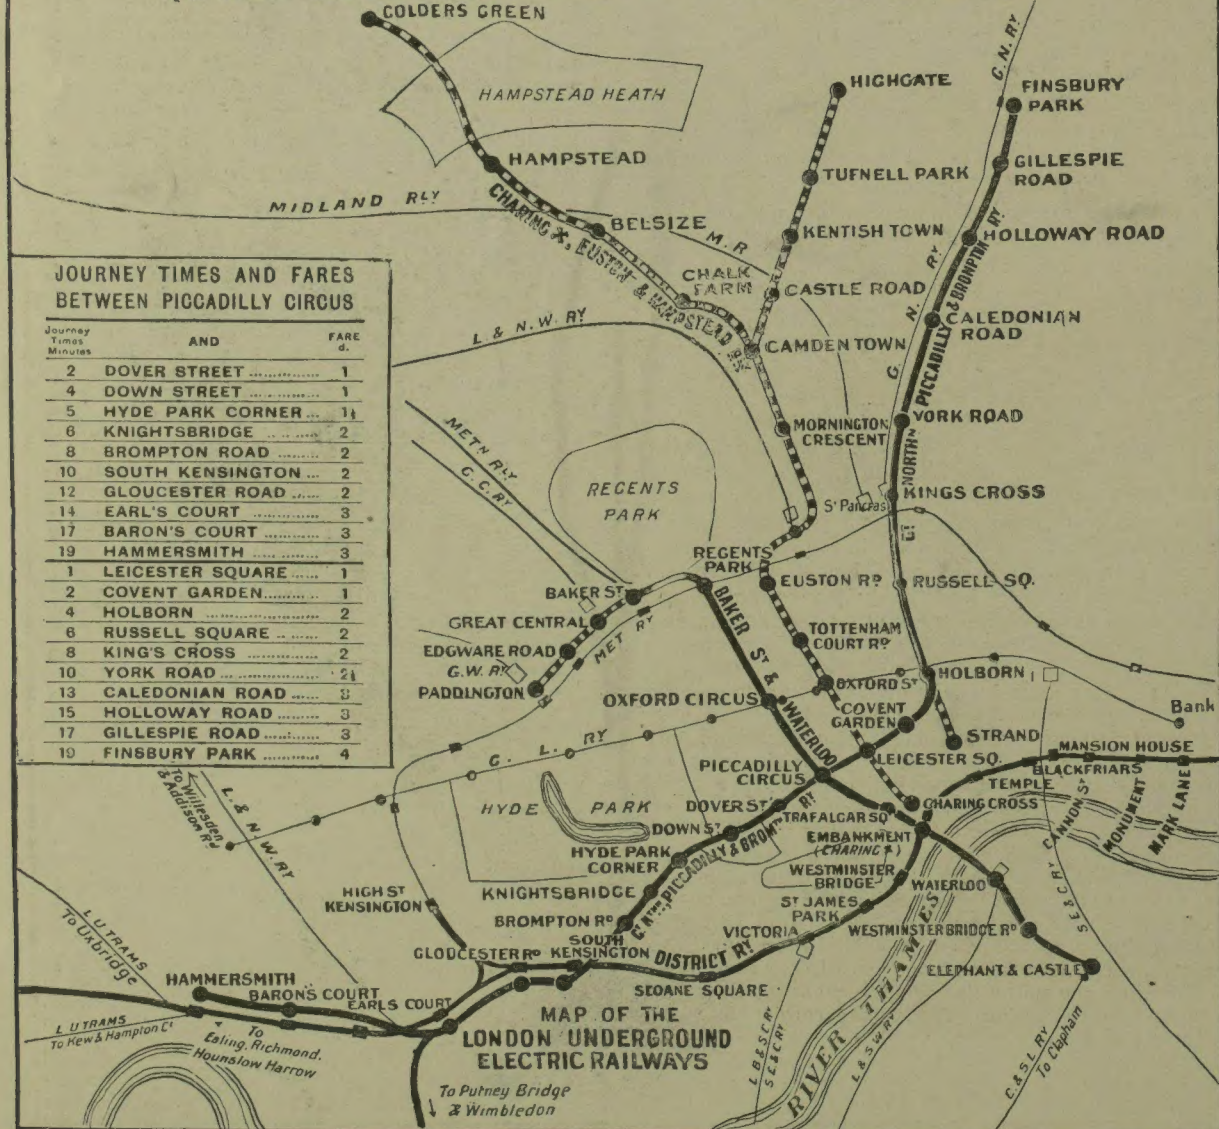 GOLDERS GREEN
HAMPSTEAD HEATH
HIGHGATE
G. N. RY
FINSBURY
PARK
HAMPSTEAD
TUFNELL PARK
GILLESPIE
ROAD
MIDLAND RLY
CHARING X, EUSTON & HAMPSTEAD RY
BELSIZE
M. R
KENTISH TOWN
HOLLOWAY ROAD
CHALK
FARM
CASTLE ROAD
G. N. RY
CALEDONIAN
ROAD
L & N. W. RY
CAMDEN TOWN
GT NORTHN PICCADILLY & BROMPTON RY
MORNINGTON
CRESCENT
YORK ROAD
METN RLY
G. C. RY
REGENTS
PARK
St Pancras
KINGS CROSS
JOURNEY TIMES AND FARES
BETWEEN PICCADILLY CIRCUS
Journey Times Minutes AND FARE d.
2 DOVER STREET 1
4 DOWN STREET 1
5 HYDE PARK CORNER 1½
6 KNIGHTSBRIDGE 2
8 BROMPTON ROAD 2
10 SOUTH KENSINGTON 2
12 GLOUCESTER ROAD 2
14 EARL'S COURT 3
17 BARON'S COURT 3
19 HAMMERSMITH 3
1 LEICESTER SQUARE 1
2 COVENT GARDEN 1
4 HOLBORN 2
6 RUSSELL SQUARE 2
8 KING'S CROSS 2
10 YORK ROAD 2½
13 CALEDONIAN ROAD 3
15 HOLLOWAY ROAD 3
17 GILLESPIE ROAD 3
19 FINSBURY PARK 4
REGENTS
PARK
BAKER ST
EUSTON RD
RUSSELL SQ.
GREAT CENTRAL
MET RY
BAKER ST & WATERLOO
TOTTENHAM
COURT RD
EDGWARE ROAD
G. W. RY
PADDINGTON
OXFORD CIRCUS
OXFORD ST
HOLBORN
COVENT
GARDEN
Bank
STRAND
C. L. RY
PICCADILLY
CIRCUS
LEICESTER SQ.
MANSION HOUSE
BLACKFRIARS
TEMPLE
To Willesden
& Addison Rd
L. & N. W. RY
HYDE PARK
DOVER ST
TRAFALGAR SQ
CHARING CROSS
CANNON ST
MONUMENT
MARK LANE
DOWN ST
EMBANKMENT
(CHARING X)
HYDE PARK
CORNER
GT NTHN, PICCADILLY & BROMTN RY
WESTMINSTER
BRIDGE
WATERLOO
S.E. & C. RY
HIGH ST
KENSINGTON
KNIGHTSBRIDGE
ST JAMES
PARK
BROMPTON RD
VICTORIA
WESTMINSTER BRIDGE RD
L U TRAMS
To Uxbridge
GLOUCESTER RD
SOUTH
KENSINGTON
DISTRICT RY
ELEPHANT & CASTLE
HAMMERSMITH
BARON'S COURT
EARLS COURT
SLOANE SQUARE
L U TRAMS
To Kew & Hampton Ct
To
Ealing, Richmond,
Hounslow Harrow
MAP OF THE
LONDON UNDERGROUND
ELECTRIC RAILWAYS
L B & S C RY
S E & C RY
RIVER THAMES
L & S W RY
C. & S L RY
To Clapham
To Putney Bridge
& Wimbledon